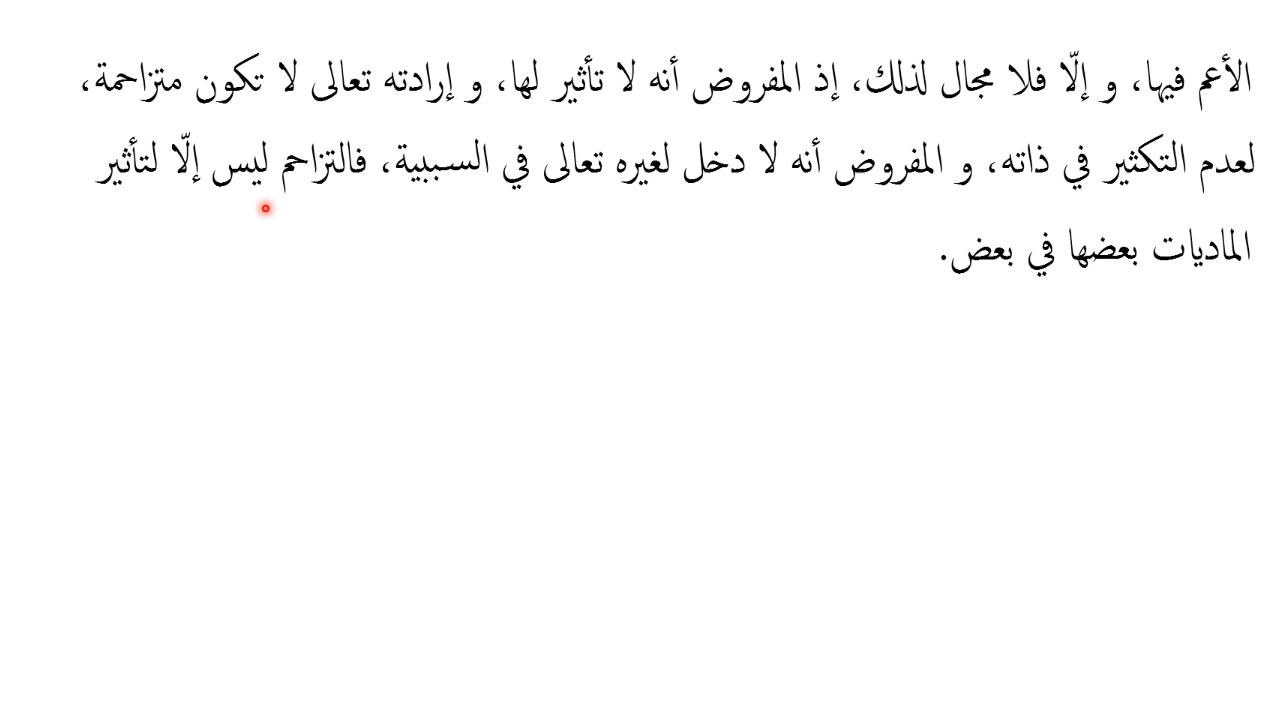 الأعم فيها، و إلّا فلا مجال لذلك، إذ المفروض أنه لا تأثير لها، و إرادته تعالى لا تكون متزاحمة،
لعدم التكثير في ذاته، و المفروض أنه لا دخل لغيره تعالى في السببية، فالتزاحم ليس إلّا لتأثير
الماديات بعضها في بعض.